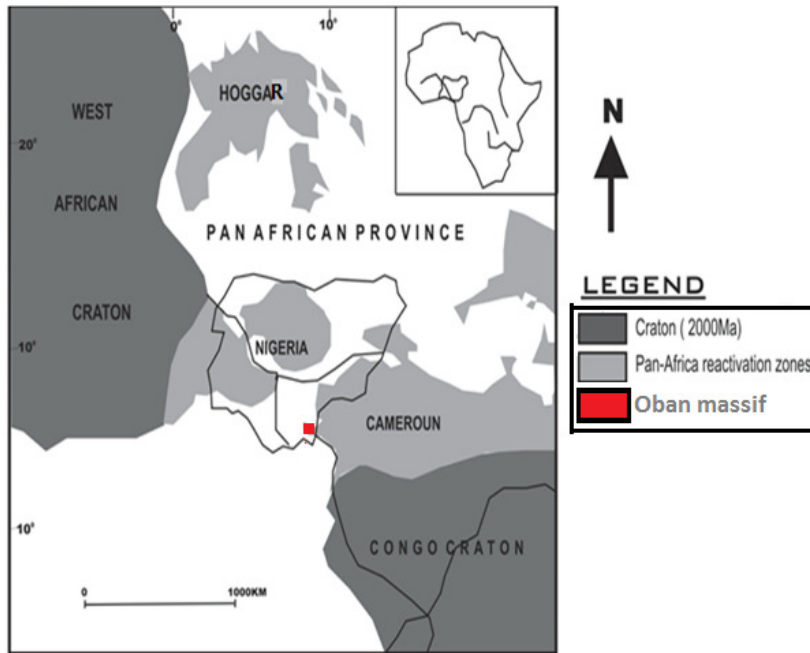 0°
10°
HOGGAR
WEST
20°
AFRICAN
PAN AFRICAN PROVINCE
CRATON
10°
NIGERIA
CAMEROUN
10°
CONGO CRATON
0
1000KM
N
LEGEND
Craton ( 2000Ma)
Pan-Africa reactivation zones
Oban massif